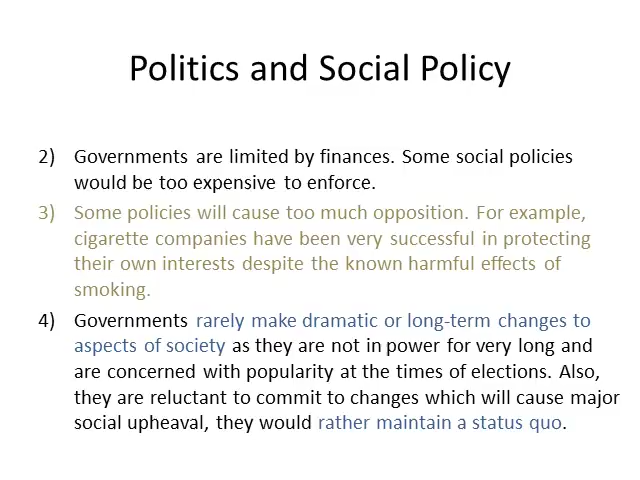 Politics and Social Policy
2) Governments are limited by finances. Some social policies
would be too expensive to enforce.
3) Some policies will cause too much opposition. For example,
cigarette companies have been very successful in protecting
their own interests despite the known harmful effects of
smoking.
4) Governments rarely make dramatic or long-term changes to
aspects of society as they are not in power for very long and
are concerned with popularity at the times of elections. Also,
they are reluctant to commit to changes which will cause major
social upheaval, they would rather maintain a status quo.